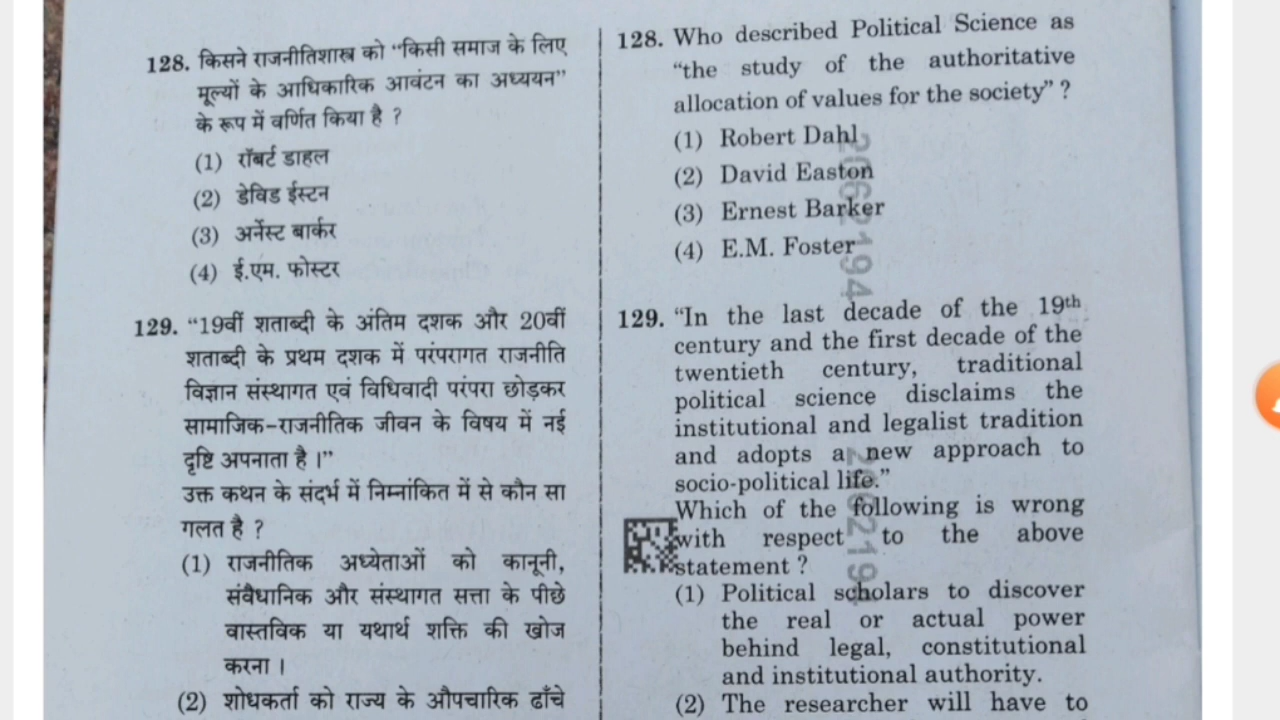 128. किसने राजनीतिशास्त्र को “किसी समाज के लिए
मूल्यों के आधिकारिक आवंटन का अध्ययन”
के रूप में वर्णित किया है ?
(1) रॉबर्ट डाहल
(2) डेविड ईस्टन
(3) अर्नेस्ट बार्कर
(4) ई.एम. फोस्टर
129. “19वीं शताब्दी के अंतिम दशक और 20वीं
शताब्दी के प्रथम दशक में परंपरागत राजनीति
विज्ञान संस्थागत एवं विधिवादी परंपरा छोड़कर
सामाजिक-राजनीतिक जीवन के विषय में नई
दृष्टि अपनाता है ।”
उक्त कथन के संदर्भ में निम्नांकित में से कौन सा
गलत है ?
(1) राजनीतिक अध्येताओं को कानूनी,
संवैधानिक और संस्थागत सत्ता के पीछे
वास्तविक या यथार्थ शक्ति की खोज
करना ।
(2) शोधकर्ता को राज्य के औपचारिक ढाँचे
128. Who described Political Science as
“the study of the authoritative
allocation of values for the society” ?
(1) Robert Dahl
(2) David Easton
(3) Ernest Barker
(4) E.M. Foster
129. “In the last decade of the 19th
century and the first decade of the
twentieth century, traditional
political science disclaims the
institutional and legalist tradition
and adopts a new approach to
socio-political life.”
Which of the following is wrong
with respect to the above
statement ?
(1) Political scholars to discover
the real or actual power
behind legal, constitutional
and institutional authority.
(2) The researcher will have to
2062194